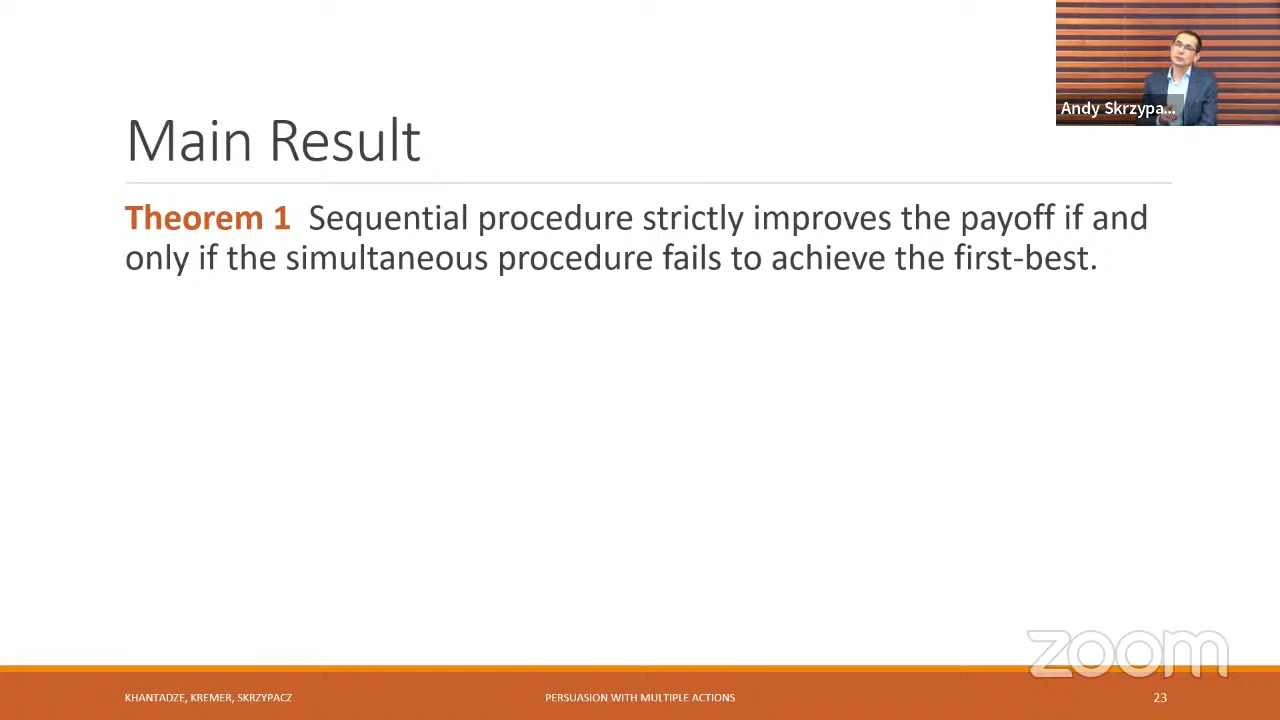 Andy Skrzypa...
Main Result
Theorem 1 Sequential procedure strictly improves the payoff if and
only if the simultaneous procedure fails to achieve the first-best.
zoom
KHANTADZE, KREMER, SKRZYPACZ
PERSUASION WITH MULTIPLE ACTIONS
23